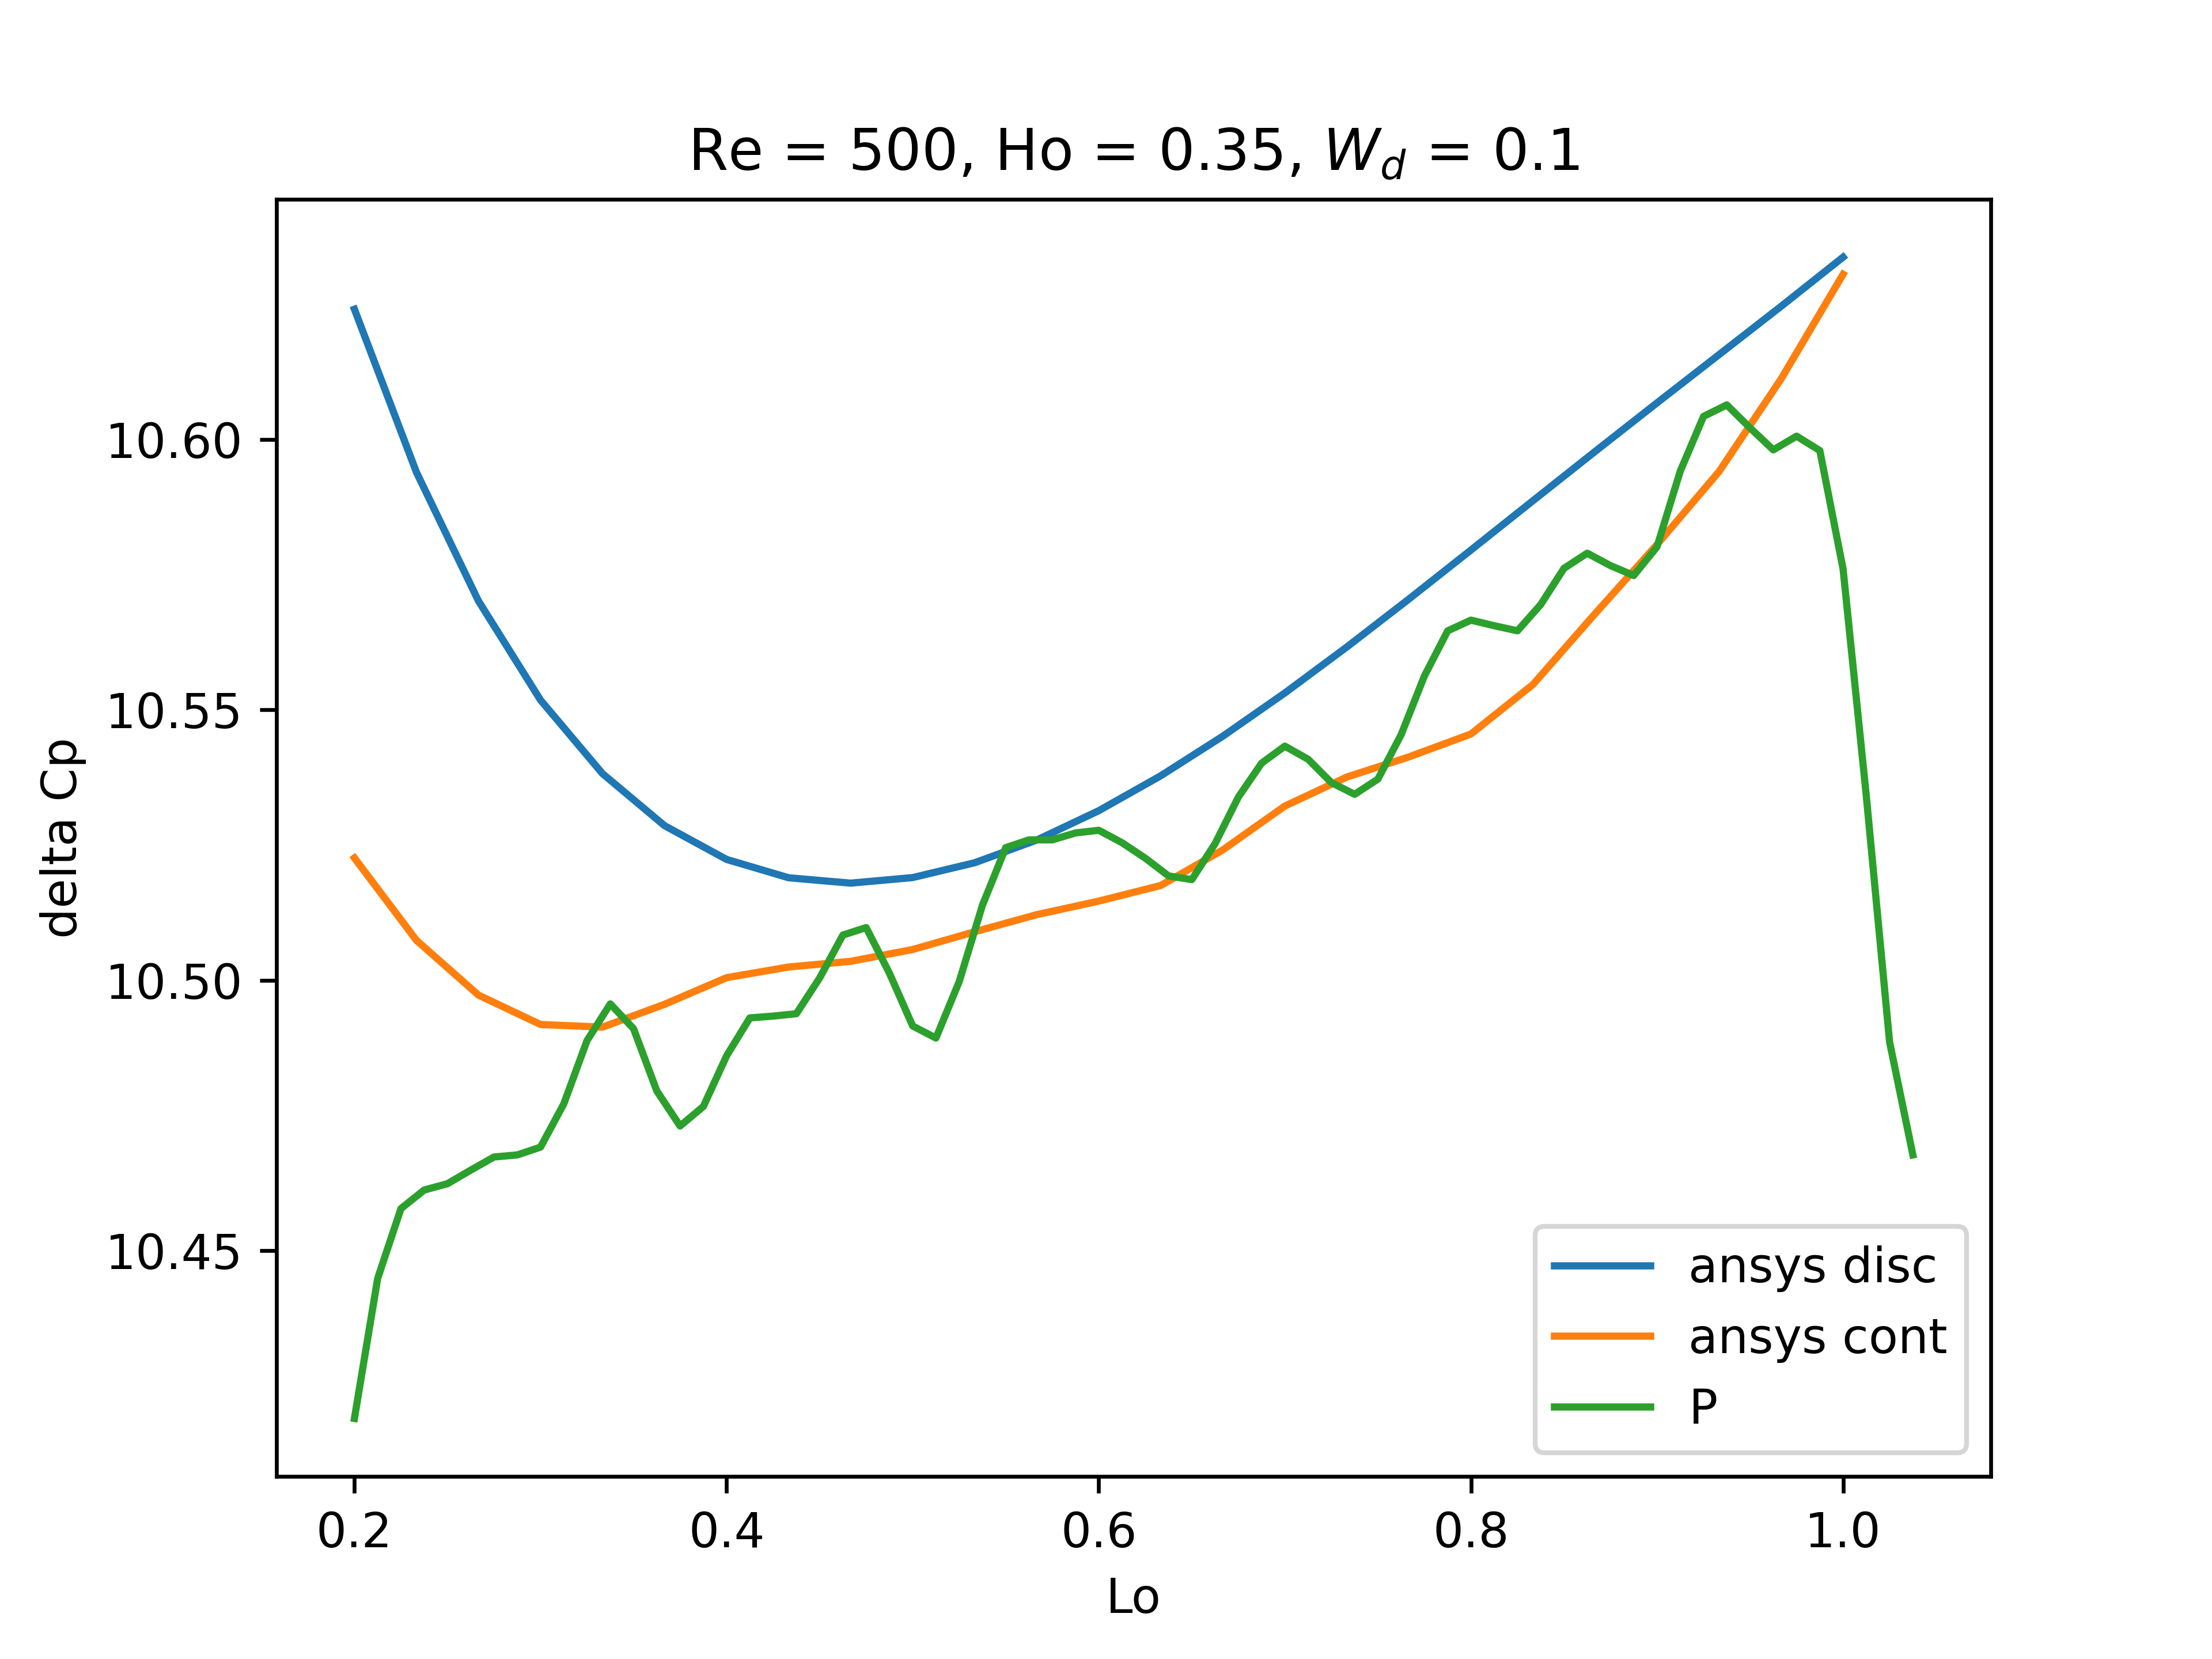 Re = 500, Ho = 0.35, W_d = 0.1
delta Cp
10.60
10.55
10.50
10.45
0.2 0.4 0.6 0.8 1.0
Lo
ansys disc
ansys cont
P